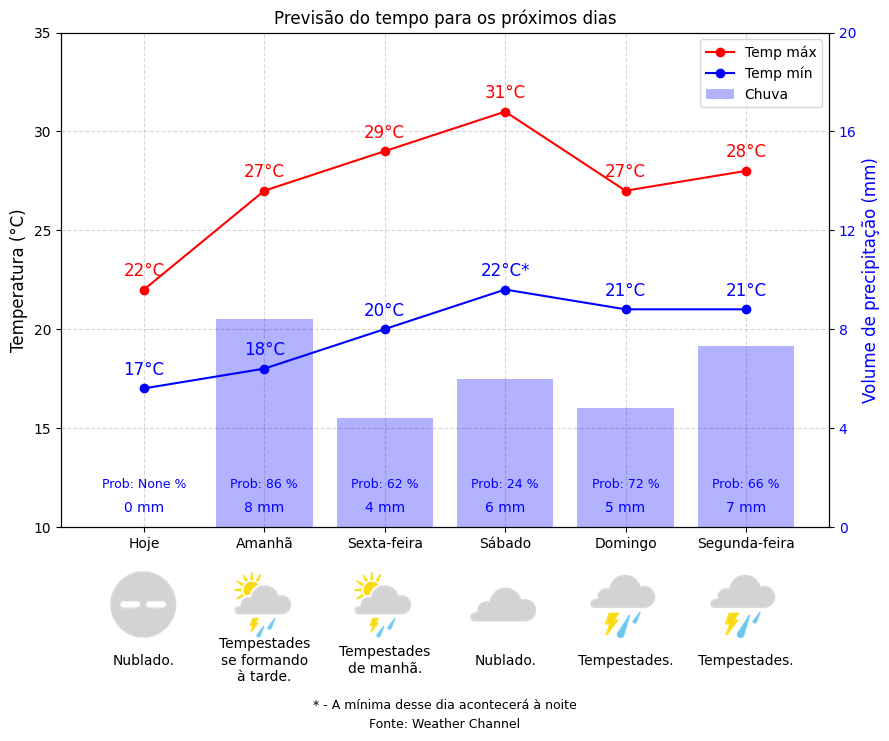 Previsão do tempo para os próximos dias
35
30
25
20
15
10
Temperatura (°C)
20
16
12
8
4
0
Volume de precipitação (mm)
Temp máx
Temp mín
Chuva
22°C
27°C
29°C
31°C
27°C
28°C
17°C
18°C
20°C
22°C*
21°C
21°C
Prob: None %
Prob: 86 %
Prob: 62 %
Prob: 24 %
Prob: 72 %
Prob: 66 %
0 mm
8 mm
4 mm
6 mm
5 mm
7 mm
Hoje
Amanhã
Sexta-feira
Sábado
Domingo
Segunda-feira
Nublado.
Tempestades
se formando
à tarde.
Tempestades
de manhã.
Nublado.
Tempestades.
Tempestades.
* - A mínima desse dia acontecerá à noite
Fonte: Weather Channel